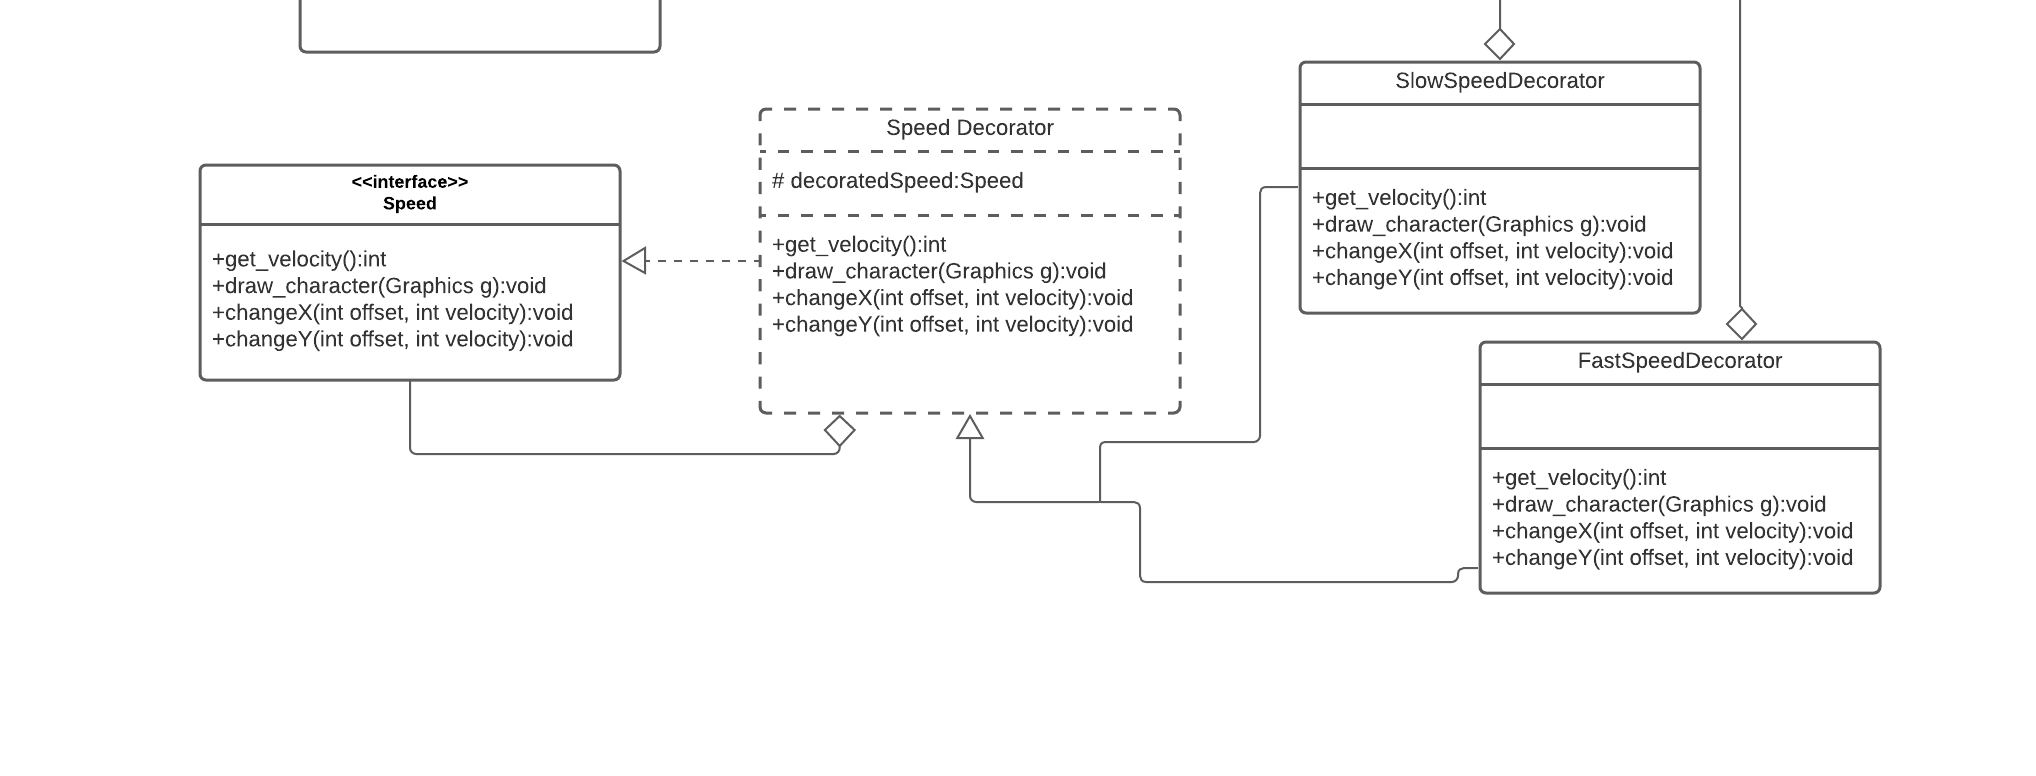 <<interface>>
Speed
+get_velocity():int
+draw_character(Graphics g):void
+changeX(int offset, int velocity):void
+changeY(int offset, int velocity):void
Speed Decorator
# decoratedSpeed:Speed
+get_velocity():int
+draw_character(Graphics g):void
+changeX(int offset, int velocity):void
+changeY(int offset, int velocity):void
SlowSpeedDecorator
+get_velocity():int
+draw_character(Graphics g):void
+changeX(int offset, int velocity):void
+changeY(int offset, int velocity):void
FastSpeedDecorator
+get_velocity():int
+draw_character(Graphics g):void
+changeX(int offset, int velocity):void
+changeY(int offset, int velocity):void